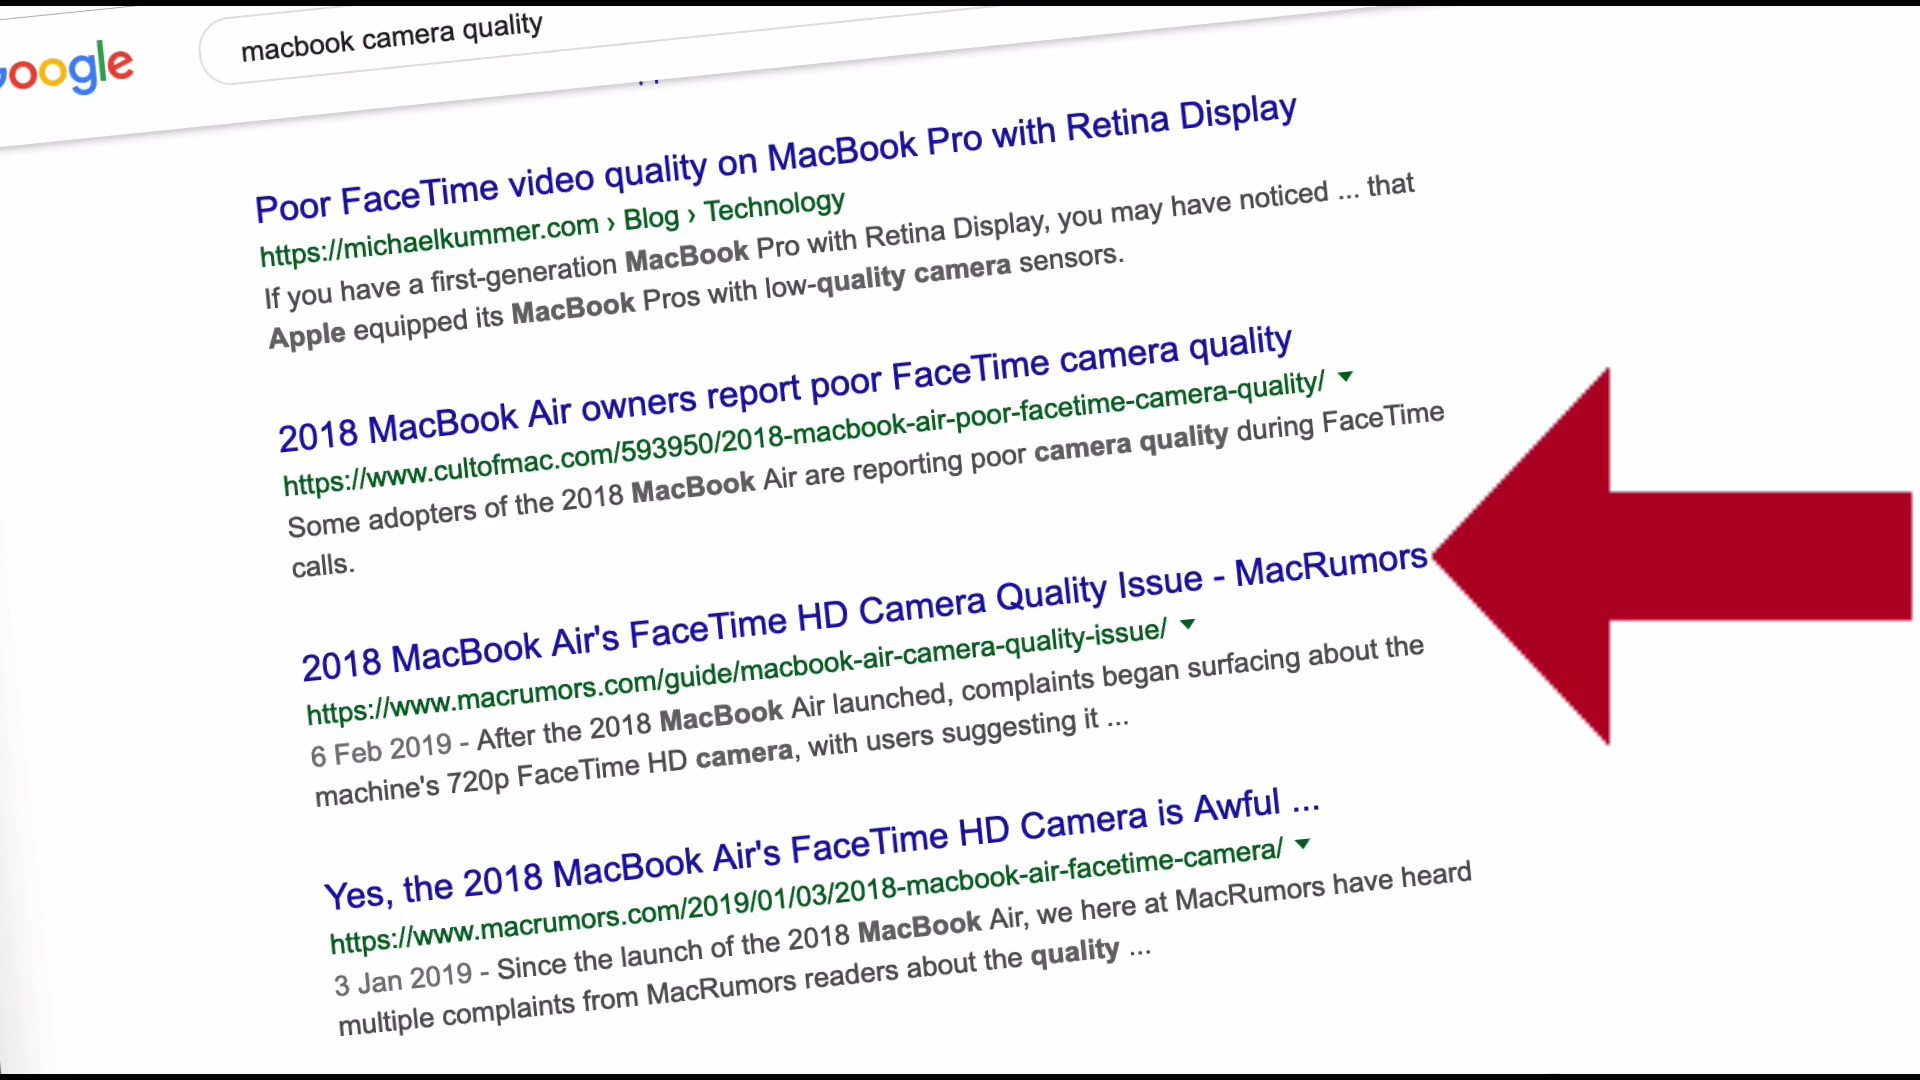 Google
macbook camera quality
Poor FaceTime video quality on MacBook Pro with Retina Display
https://michaelkummer.com › Blog › Technology
If you have a first-generation MacBook Pro with Retina Display, you may have noticed ... that
Apple equipped its MacBook Pros with low-quality camera sensors.
2018 MacBook Air owners report poor FaceTime camera quality
https://www.cultofmac.com/593950/2018-macbook-air-poor-facetime-camera-quality/
Some adopters of the 2018 MacBook Air are reporting poor camera quality during FaceTime
calls.
2018 MacBook Air's FaceTime HD Camera Quality Issue - MacRumors
https://www.macrumors.com/guide/macbook-air-camera-quality-issue/
6 Feb 2019 - After the 2018 MacBook Air launched, complaints began surfacing about the
machine's 720p FaceTime HD camera, with users suggesting it ...
Yes, the 2018 MacBook Air's FaceTime HD Camera is Awful ...
https://www.macrumors.com/2019/01/03/2018-macbook-air-facetime-camera/
3 Jan 2019 - Since the launch of the 2018 MacBook Air, we here at MacRumors have heard
multiple complaints from MacRumors readers about the quality ...